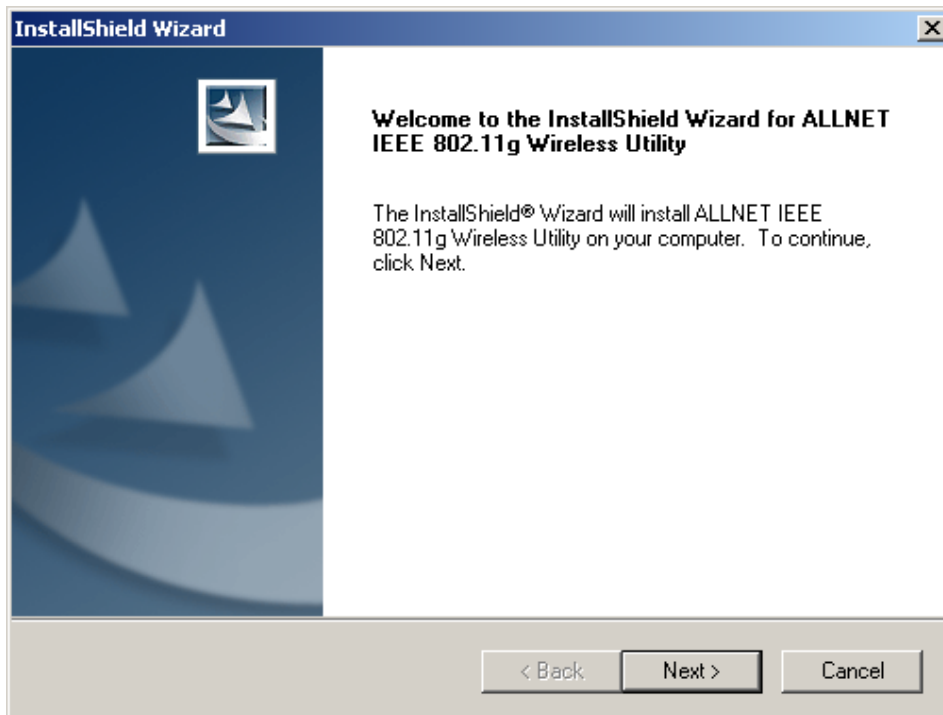 InstallShield Wizard
Welcome to the InstallShield Wizard for ALLNET
IEEE 802.11g Wireless Utility
The InstallShield® Wizard will install ALLNET IEEE
802.11g Wireless Utility on your computer. To continue,
click Next.
< Back
Next >
Cancel